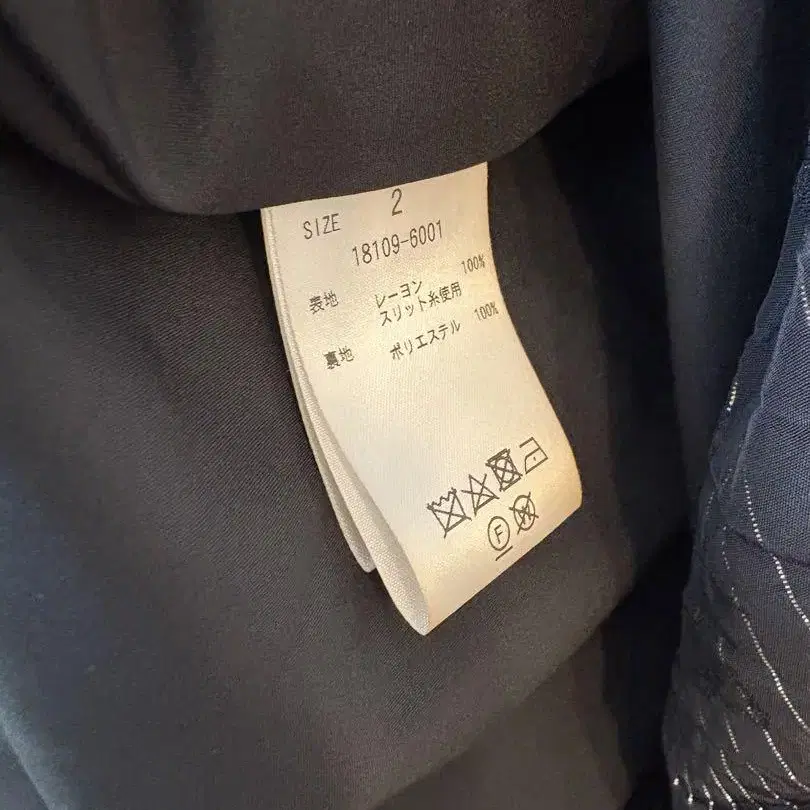 SIZE 2
18109-6001
表地 レーヨン 100%
スリット糸使用
裏地 ポリエステル 100%
F
W